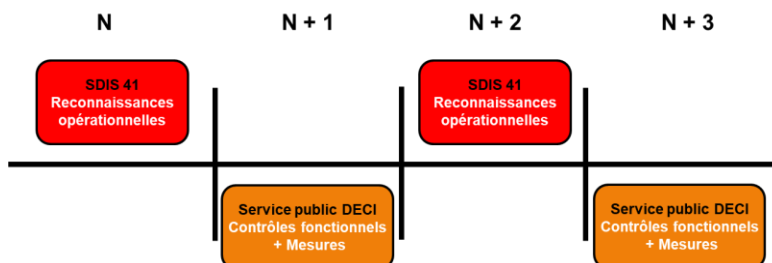 N
N + 1
N + 2
N + 3
SDIS 41
Reconnaissances
opérationnelles
SDIS 41
Reconnaissances
opérationnelles
Service public DECI
Contrôles fonctionnels
+ Mesures
Service public DECI
Contrôles fonctionnels
+ Mesures